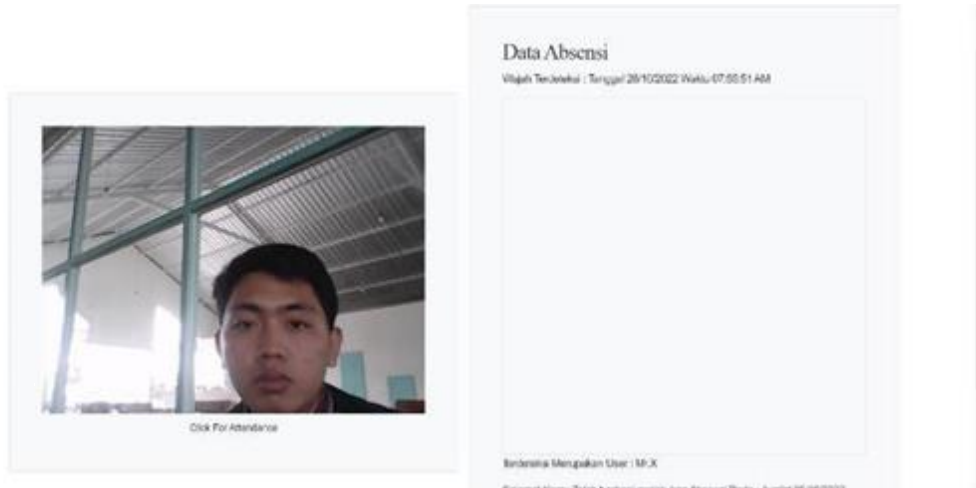 Click For Attendance
Data Absensi
Wajah Terdeteksi : Tanggal 28/10/2022 Waktu 07:55:51 AM
Terdeteksi Merupakan User : Mr.X